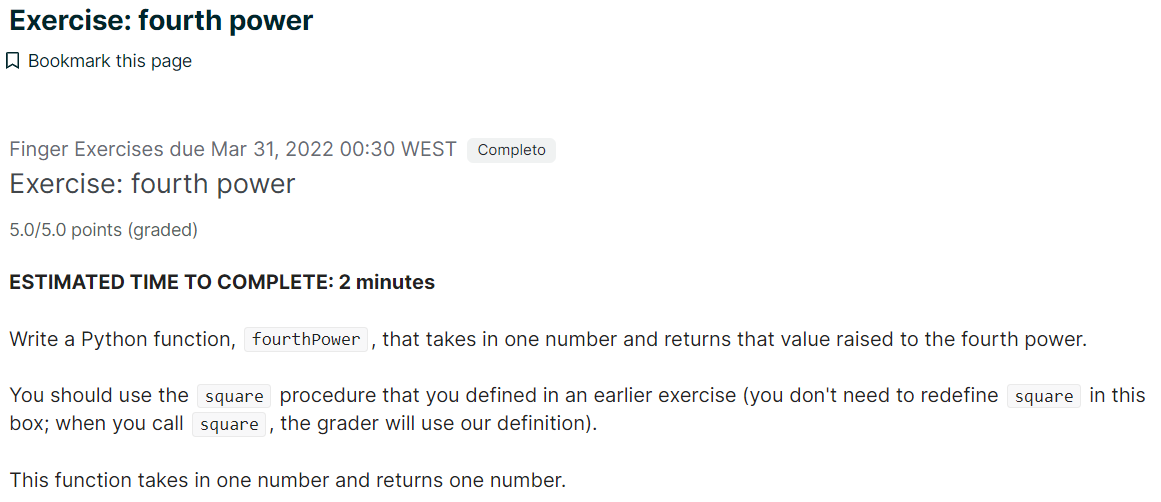 Exercise: fourth power
Bookmark this page
Finger Exercises due Mar 31, 2022 00:30 WEST Completo
Exercise: fourth power
5.0/5.0 points (graded)
ESTIMATED TIME TO COMPLETE: 2 minutes
Write a Python function, fourthPower, that takes in one number and returns that value raised to the fourth power.
You should use the square procedure that you defined in an earlier exercise (you don't need to redefine square in this
box; when you call square, the grader will use our definition).
This function takes in one number and returns one number.